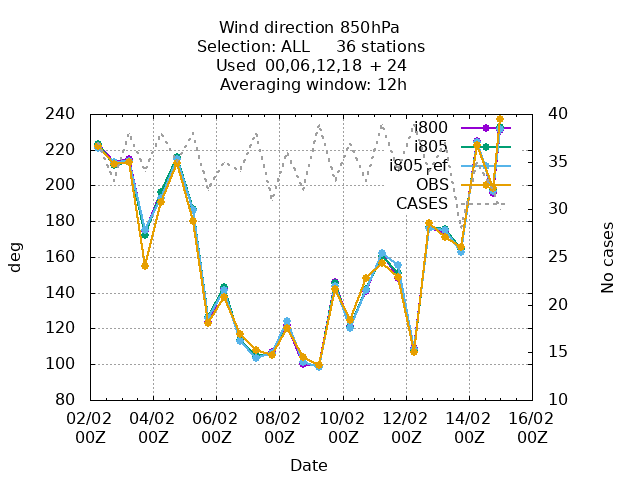 Wind direction 850hPa
Selection: ALL 36 stations
Used 00,06,12,18 + 24
Averaging window: 12h
240
220
200
180
160
140
120
100
80
40
35
30
25
20
15
10
i800
i805
i805_ref
OBS
CASES
deg
No cases
02/02 04/02 06/02 08/02 10/02 12/02 14/02 16/02
00Z 00Z 00Z 00Z 00Z 00Z 00Z 00Z
Date